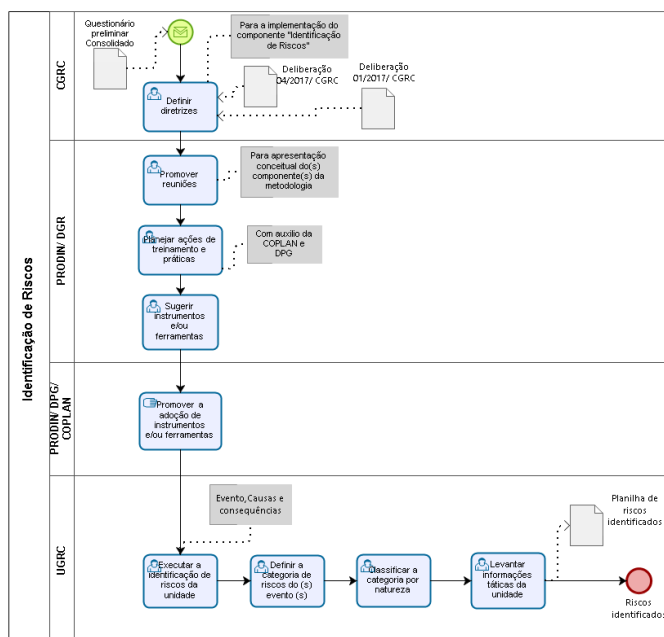 Identificação de Riscos
CGRC
Questionário
preliminar
Consolidado
Para a implementação do
componente "Identificação
de Riscos"
Deliberação
04/2017/ CGRC
Deliberação
01/2017/ CGRC
Definir
diretrizes
PRODIN/ DGR
Promover
reuniões
Para apresentação
conceitual do(s)
componente(s) da
metodologia
Planejar ações de
treinamento e
práticas
Com auxilio da
COPLAN e
DPG
Sugerir
instrumentos
e/ou
ferramentas
PRODIN/ DPG/
COPLAN
Promover a
adoção de
instrumentos
e/ou ferramentas
UGRC
Evento, Causas e
consequências
Planilha de
riscos
identificados
Executar a
identificação de
riscos da
unidade
Definir a
categoria de
riscos do (s)
evento (s)
Classificar a
categoria por
natureza
Levantar
informações
táticas da
unidade
Riscos
identificados